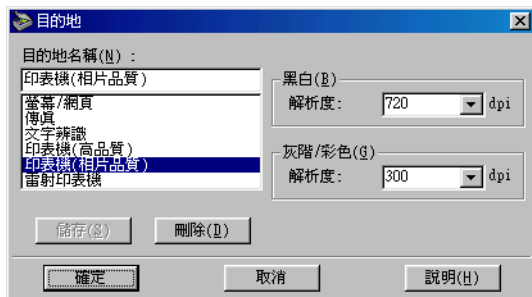 目的地
目的地名稱(N) :
印表機(相片品質)
螢幕/網頁
傳真
文字辨識
印表機(高品質)
印表機(相片品質)
雷射印表機
黑白(B)
解析度: 720 dpi
灰階/彩色(G)
解析度: 300 dpi
儲存(S) 刪除(D)
確定 取消 說明(H)